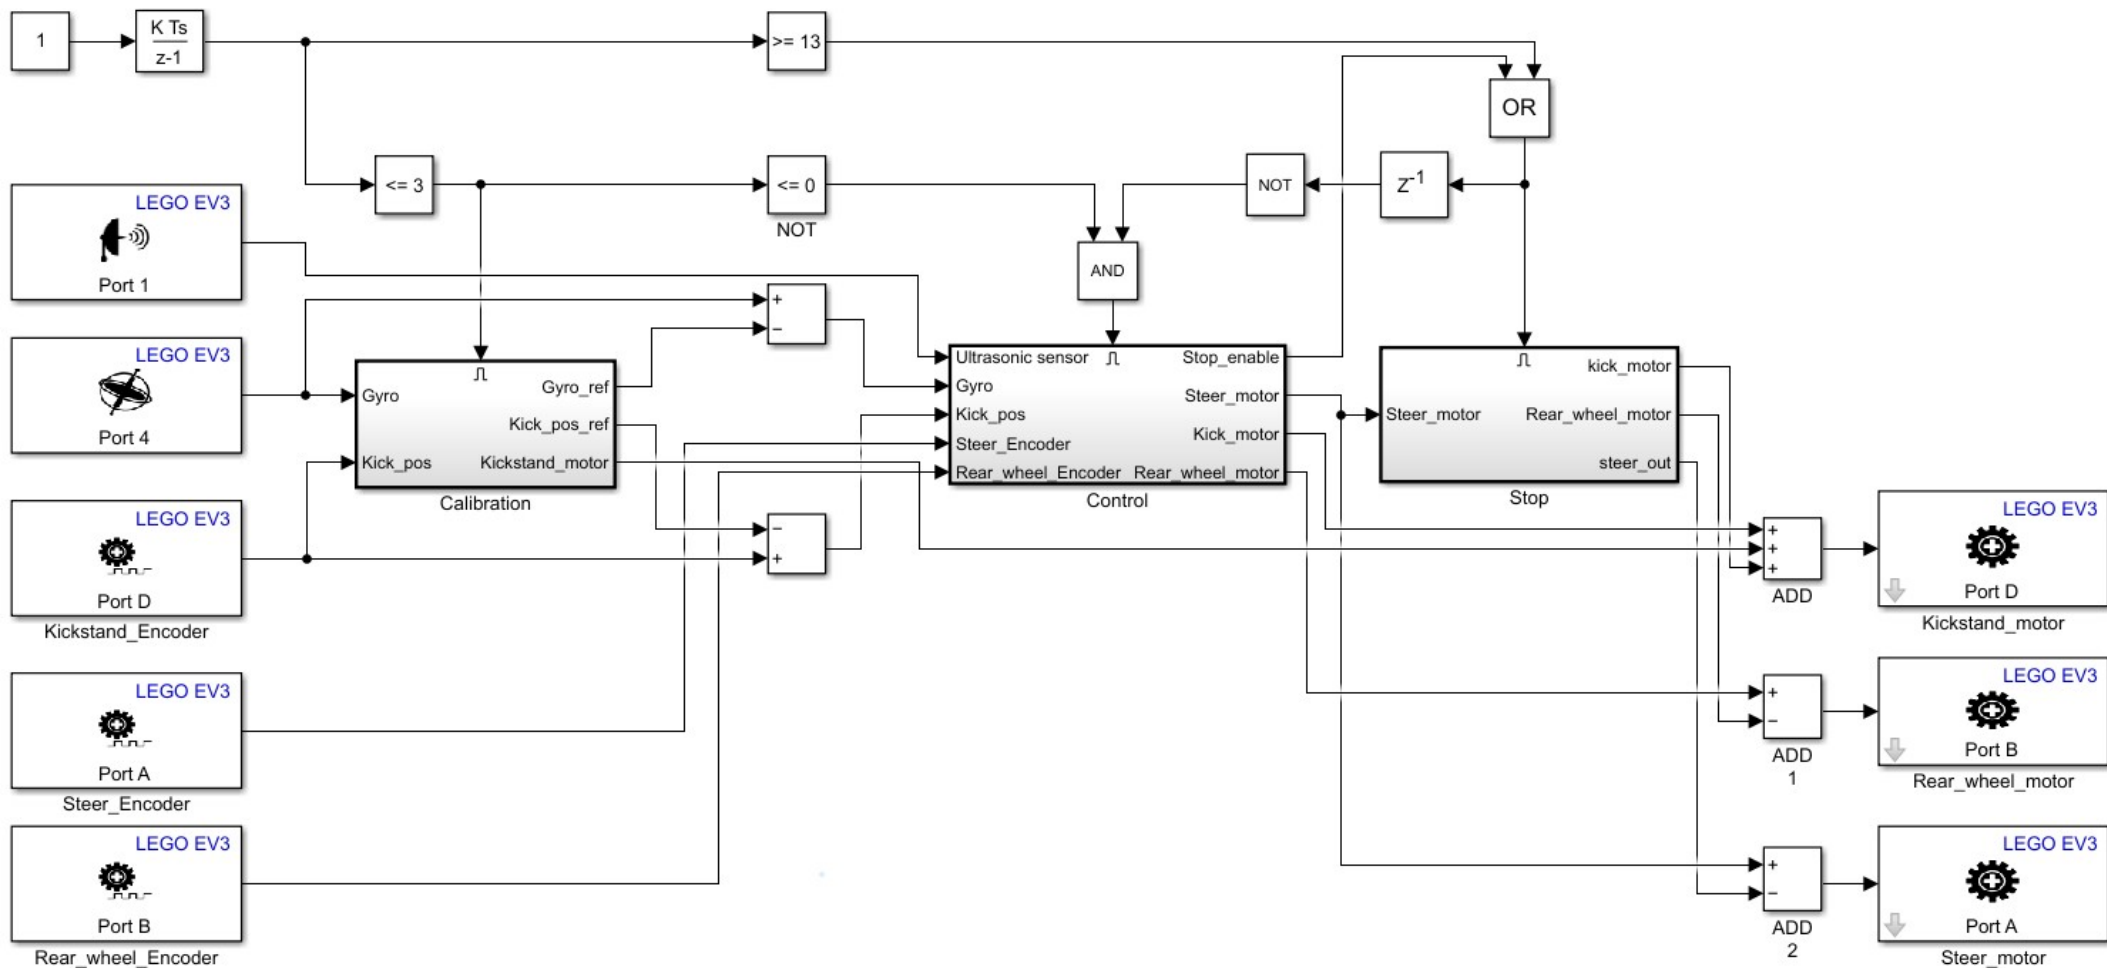 1
K Ts
z-1
>= 13
OR
<= 3
<= 0
NOT
NOT
z-1
AND
LEGO EV3
Port 1
LEGO EV3
Port 4
LEGO EV3
Port D
Kickstand_Encoder
LEGO EV3
Port A
Steer_Encoder
LEGO EV3
Port B
Rear_wheel_Encoder
Gyro
Kick_pos
Gyro_ref
Kick_pos_ref
Kickstand_motor
Calibration
+
−
−
+
Ultrasonic sensor
Gyro
Kick_pos
Steer_Encoder
Rear_wheel_Encoder
Stop_enable
Steer_motor
Kick_motor
Rear_wheel_motor
Control
Steer_motor
kick_motor
Rear_wheel_motor
steer_out
Stop
+
+
+
ADD
+
−
ADD
1
+
−
ADD
2
LEGO EV3
Port D
Kickstand_motor
LEGO EV3
Port B
Rear_wheel_motor
LEGO EV3
Port A
Steer_motor